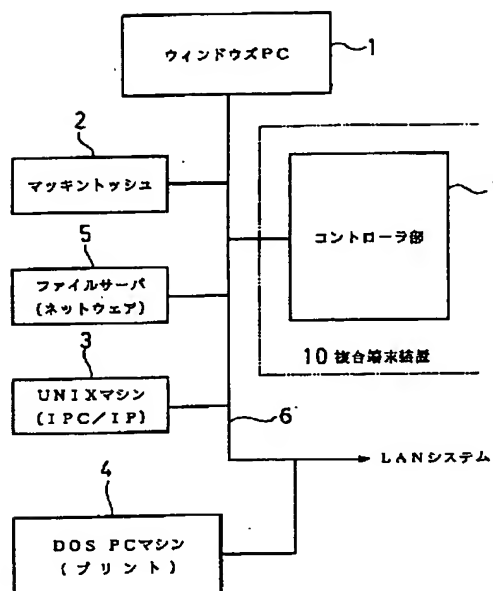 ウィンドウズPC
1
2
マッキントッシュ
コントローラ部
5
ファイルサーバ
(ネットウェア)
10 複合端末装置
3
UNIXマシン
(IPC/IP)
6
LANシステム
4
DOS PCマシン
(プリント)